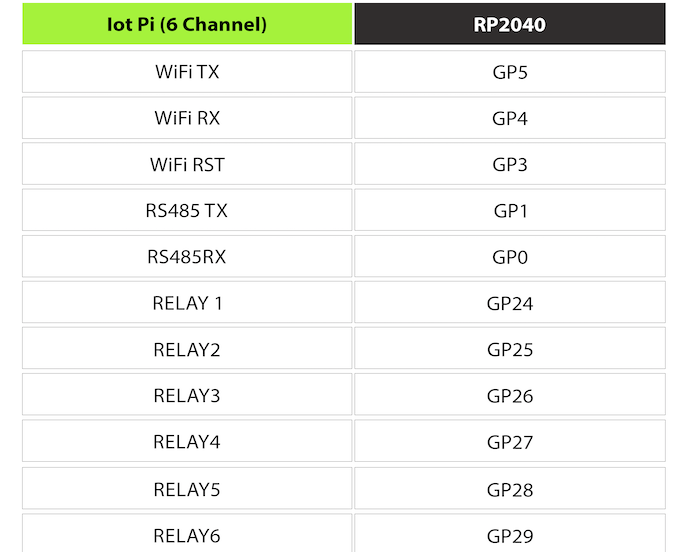 Iot Pi (6 Channel) RP2040
WiFi TX GP5
WiFi RX GP4
WiFi RST GP3
RS485 TX GP1
RS485RX GP0
RELAY 1 GP24
RELAY2 GP25
RELAY3 GP26
RELAY4 GP27
RELAY5 GP28
RELAY6 GP29